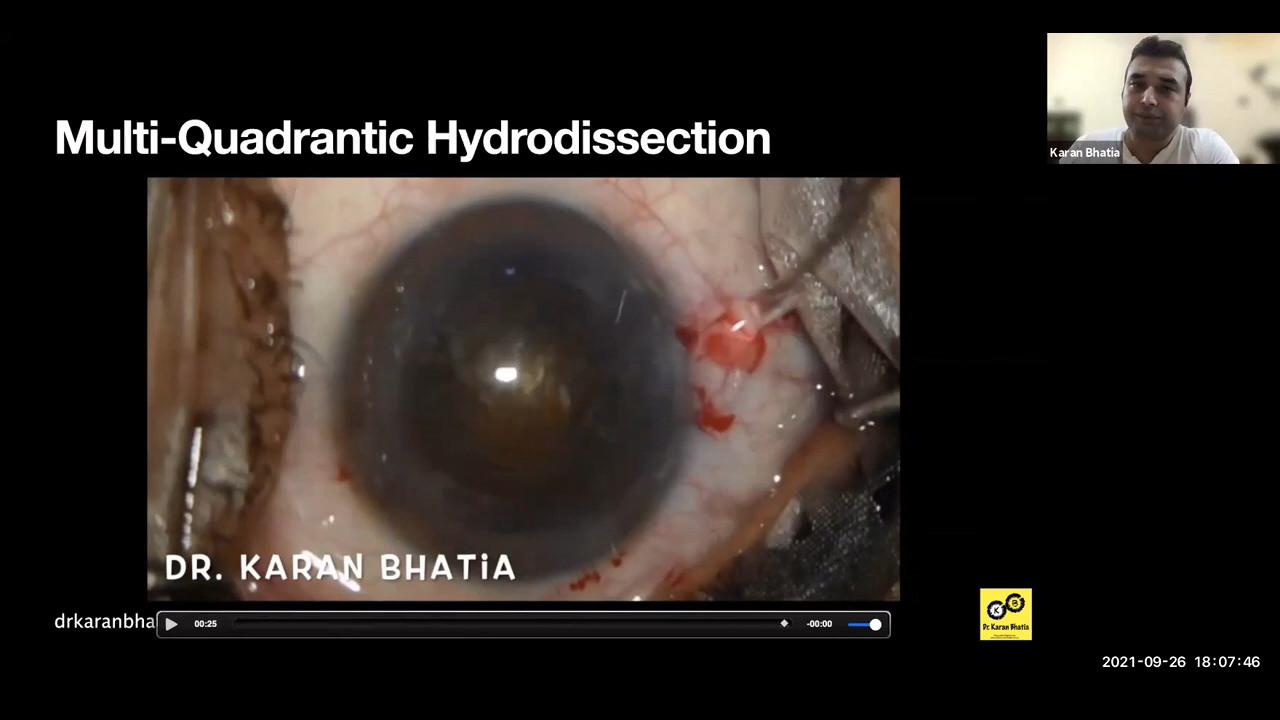 Karan Bhatia
Multi-Quadrantic Hydrodissection
DR. KARAN BHATiA
drkaranbha
00:25
-00:00
K B
Dr. Karan Bhatia
2021-09-26 18:07:46